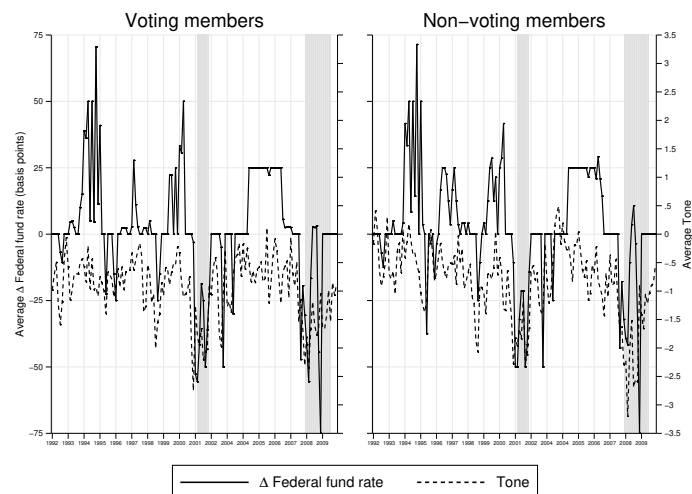 Voting members
Non−voting members
Average Δ Federal fund rate (basis points)
75
50
25
0
−25
−50
−75
1992 1993 1994 1995 1996 1997 1998 1999 2000 2001 2002 2003 2004 2005 2006 2007 2008 2009
1992 1993 1994 1995 1996 1997 1998 1999 2000 2001 2002 2003 2004 2005 2006 2007 2008 2009
3.5
3
2.5
2
1.5
1
.5
0
−.5
−1
−1.5
−2
−2.5
−3
−3.5
Average Tone
Δ Federal fund rate
Tone